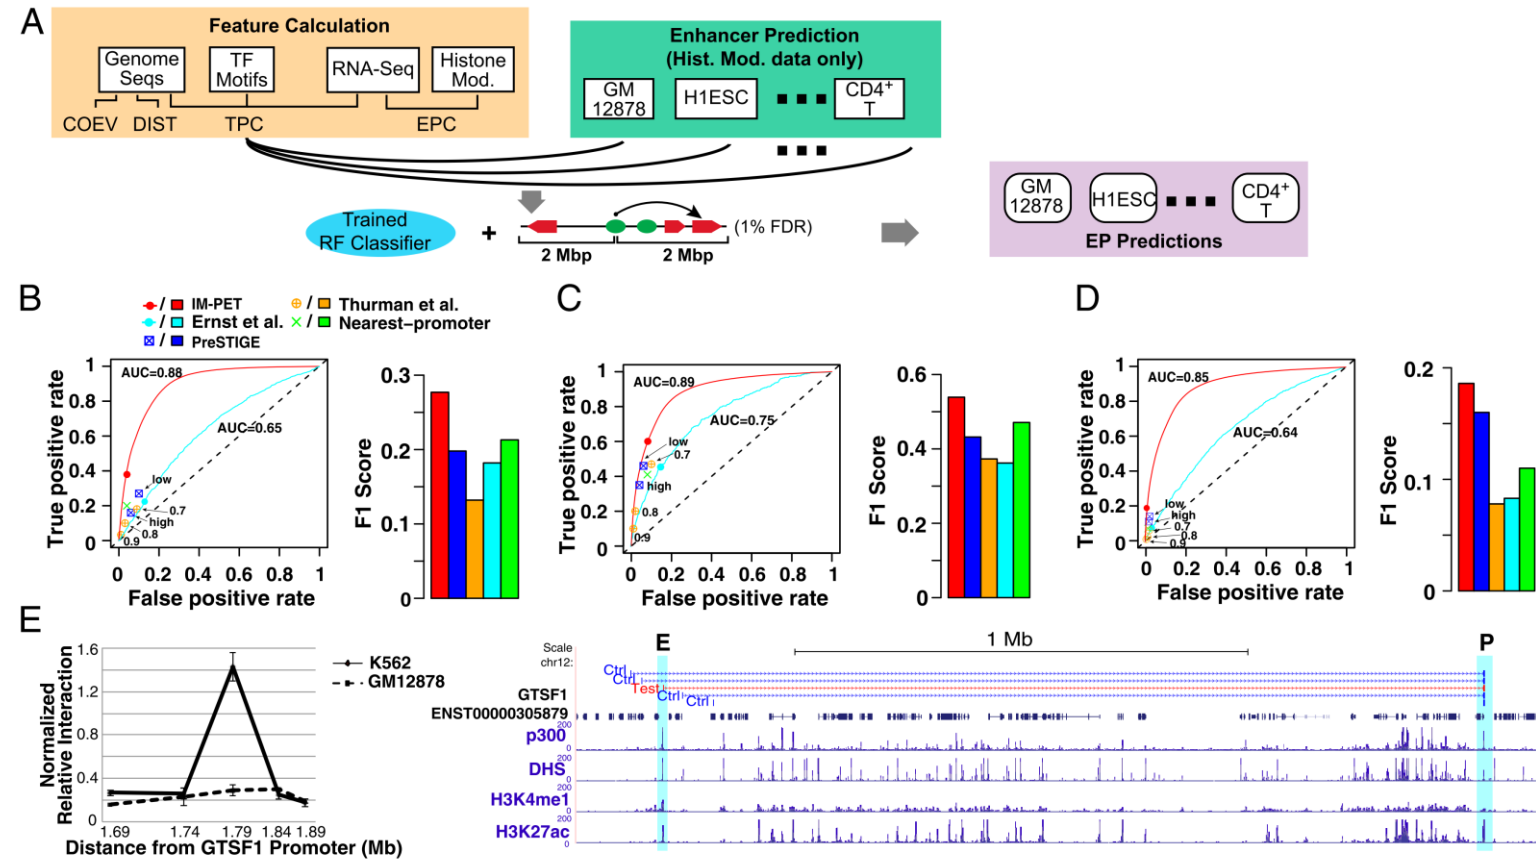 A
Feature Calculation
Genome
Seqs
TF
Motifs
RNA-Seq
Histone
Mod.
COEV
DIST
TPC
EPC
Enhancer Prediction
(Hist. Mod. data only)
GM
12878
H1ESC
CD4+
T
Trained
RF Classifier
+
(1% FDR)
2 Mbp
2 Mbp
GM
12878
H1ESC
CD4+
T
EP Predictions
B
/ IM-PET
/ Ernst et al.
/ PreSTIGE
/ Thurman et al.
/ Nearest-promoter
True positive rate
1
0.8
0.6
0.4
0.2
0
AUC=0.88
AUC=0.65
low
0.7
high
0.8
0.9
0 0.2 0.4 0.6 0.8 1
False positive rate
F1 Score
0.3
0.2
0.1
0
C
True positive rate
1
0.8
0.6
0.4
0.2
0
AUC=0.89
AUC=0.75
low
0.7
high
0.8
0.9
0 0.2 0.4 0.6 0.8 1
False positive rate
F1 Score
0.6
0.4
0.2
0
D
True positive rate
1
0.8
0.6
0.4
0.2
0
AUC=0.85
AUC=0.64
low
high
0.7
0.8
0.9
0 0.2 0.4 0.6 0.8 1
False positive rate
F1 Score
0.2
0.1
0
E
Normalized
Relative Interaction
1.6
1.2
0.8
0.4
0
1.69 1.74 1.79 1.84 1.89
Distance from GTSF1 Promoter (Mb)
K562
GM12878
Scale
chr12:
E
1 Mb
P
Ctrl
Ctrl
Test
Ctrl
Ctrl
GTSF1
ENST00000305879
200
p300
0
200
DHS
0
200
H3K4me1
0
200
H3K27ac
0